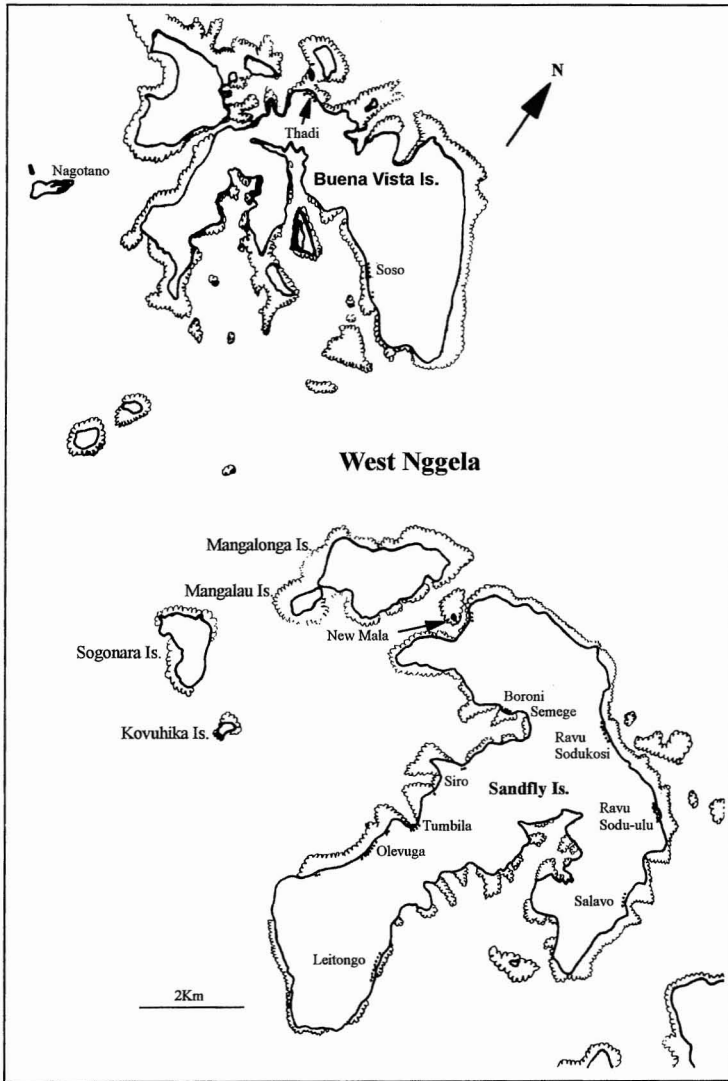 N
Thadi
Nagotano
Buena Vista Is.
Soso
West Nggela
Mangalonga Is.
Mangalau Is.
New Mala
Sogonara Is.
Boroni
Semege
Kovuhika Is.
Ravu
Sodukosi
Siro
Sandfly Is.
Ravu
Sodu-ulu
Tumbila
Olevuga
Salavo
Leitongo
2Km